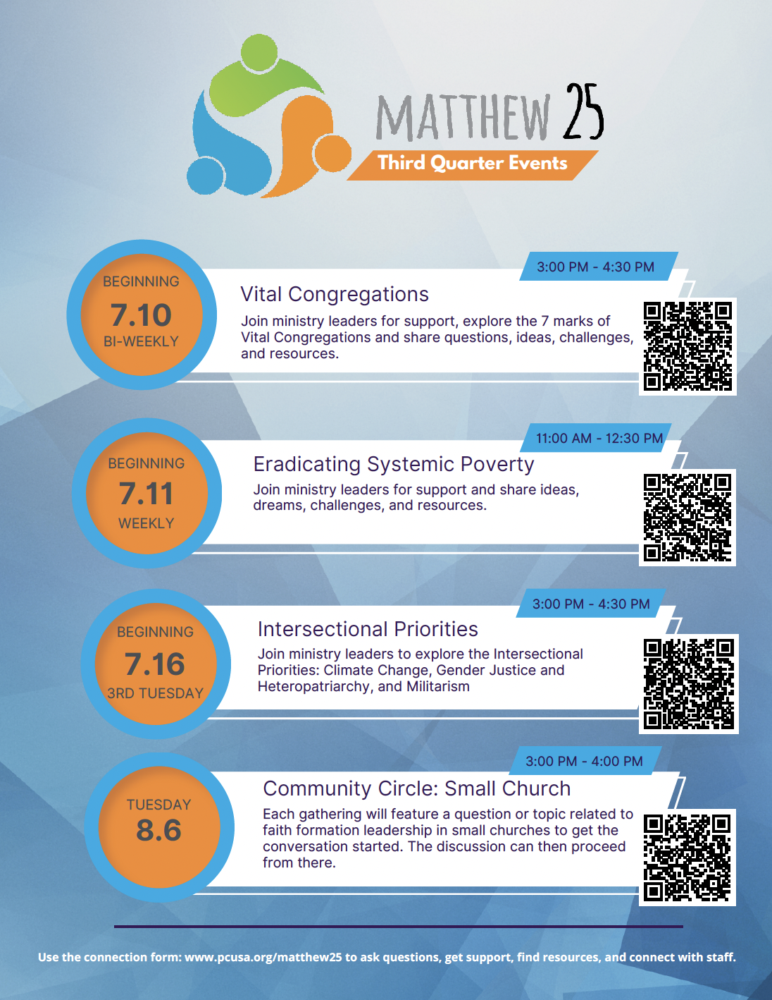 MATTHEW 25
Third Quarter Events
3:00 PM - 4:30 PM
BEGINNING
7.10
BI-WEEKLY
Vital Congregations
Join ministry leaders for support, explore the 7 marks of
Vital Congregations and share questions, ideas, challenges,
and resources.
11:00 AM - 12:30 PM
BEGINNING
7.11
WEEKLY
Eradicating Systemic Poverty
Join ministry leaders for support and share ideas,
dreams, challenges, and resources.
3:00 PM - 4:30 PM
BEGINNING
7.16
3RD TUESDAY
Intersectional Priorities
Join ministry leaders to explore the Intersectional
Priorities: Climate Change, Gender Justice and
Heteropatriarchy, and Militarism
3:00 PM - 4:00 PM
TUESDAY
8.6
Community Circle: Small Church
Each gathering will feature a question or topic related to
faith formation leadership in small churches to get the
conversation started. The discussion can then proceed
from there.
Use the connection form: www.pcusa.org/matthew25 to ask questions, get support, find resources, and connect with staff.